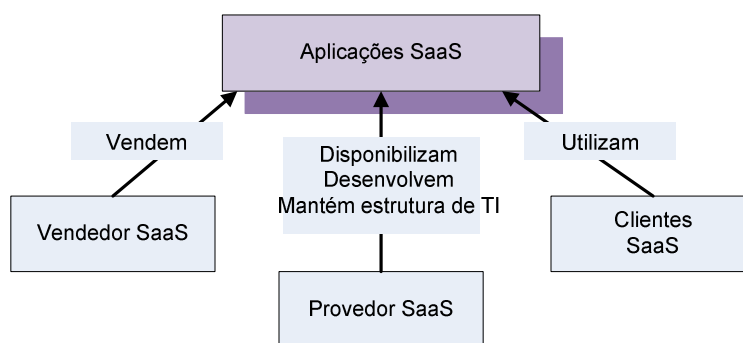 Aplicações SaaS
Vendem
Disponibilizam
Desenvolvem
Mantém estrutura de TI
Utilizam
Vendedor SaaS
Clientes
SaaS
Provedor SaaS